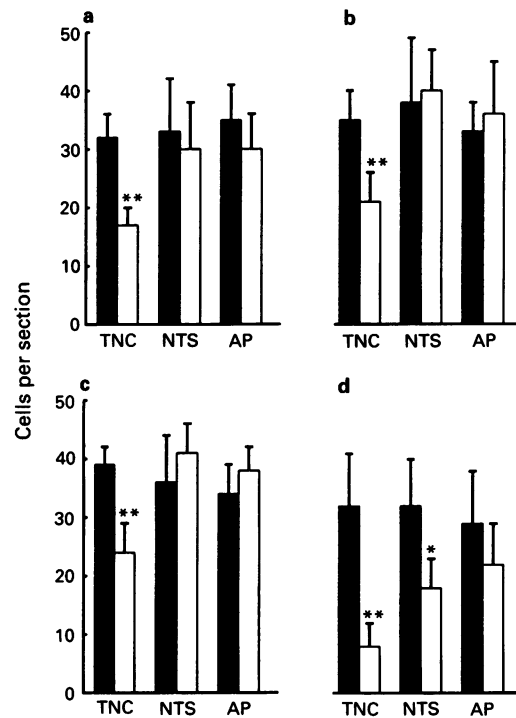 a
50
40
30
20
10
0
**
TNC NTS AP
b
**
TNC NTS AP
Cells per section
c
50
40
30
20
10
0
**
TNC NTS AP
d
**
*
TNC NTS AP